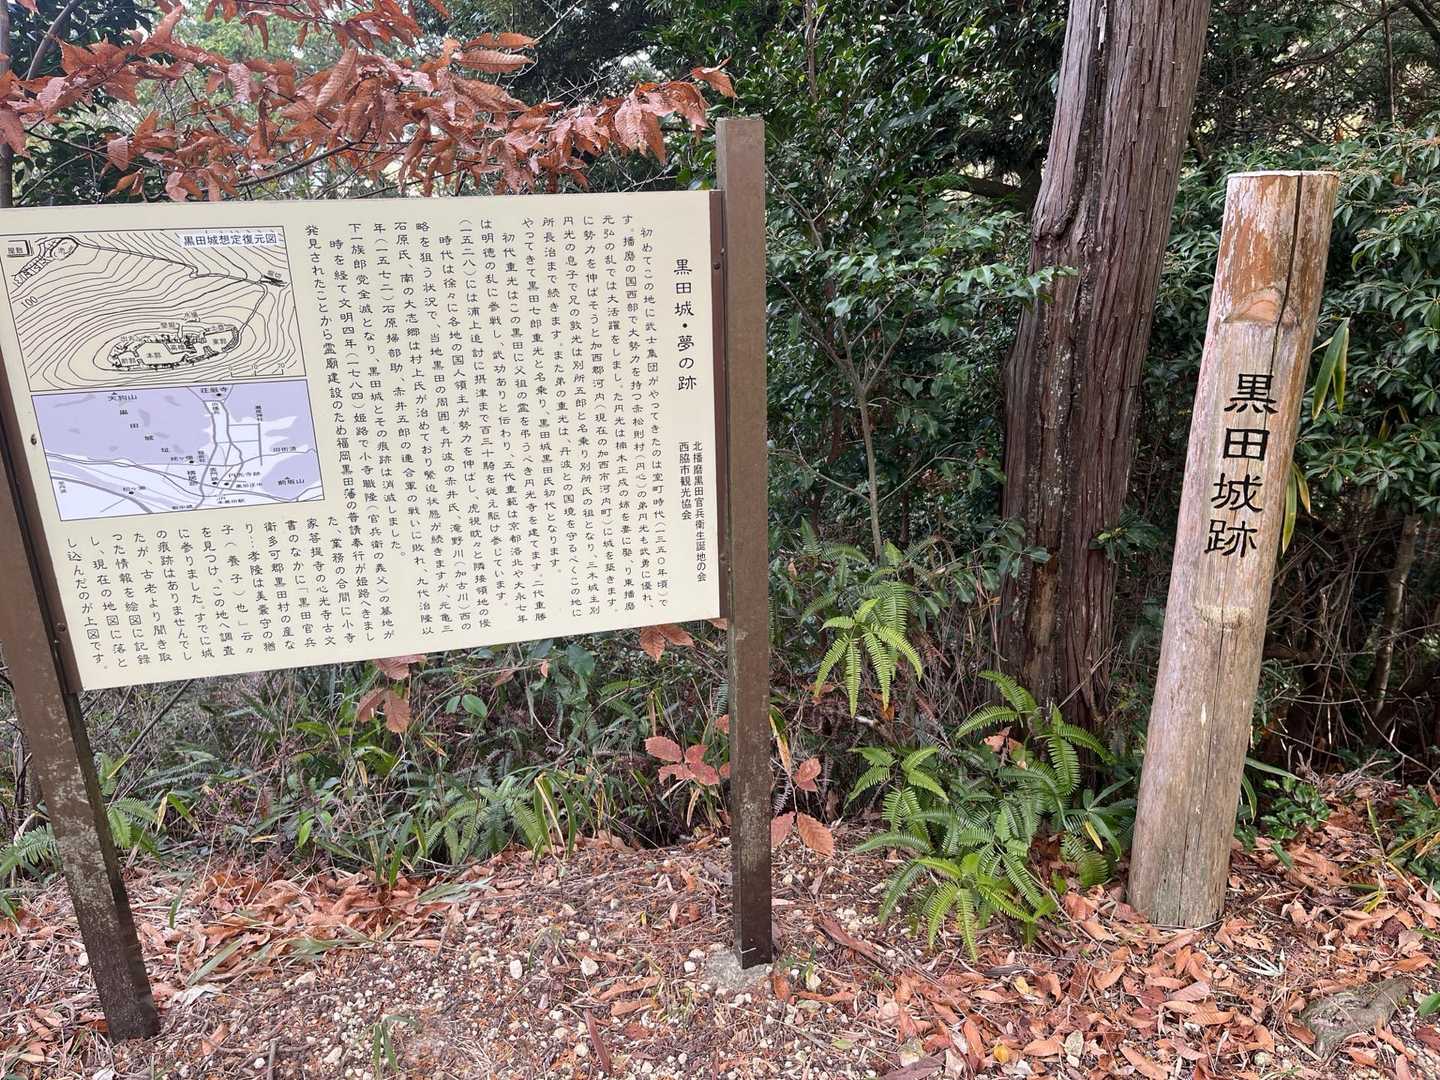 黒田城・夢の跡
北播磨黒田官兵衛生誕地の会
西脇市観光協会
初めてこの地に武士集団がやってきたのは室町時代(一三五〇年頃)で
す。播磨の国西部で大勢力を持つ赤松則村(円心)の弟円光も武勇に優れ、
元弘の乱では大活躍をしました。円光は楠木正成の姉を妻に娶り、東播磨
に勢力を伸ばそうと加西郡河内(現在の加西市河内町)に城を築きます。
円光の息子で兄の敦光は別所五郎と名乗り別所氏の祖となり、三木城主別
所長治まで続きます。また弟の重光は、丹波との国境を守るべくこの地に
やってきて黒田七郎重光と名乗り、黒田城黒田氏初代となります。
初代重光はこの黒田に父祖の霊を弔うべき円光寺を建てます。二代重勝
は明徳の乱に参戦し、武功ありと伝わり、五代重範は京都洛北や大永七年
(一五二八)には浦上追討に摂津まで百三十騎を従え駆け参じています。
時代は徐々に各地の国人領主が勢力を伸ばし、虎視眈々と隣接領地の侵
略を狙う状況で、当地黒田の周囲も丹波の赤井氏、滝野川(加古川)西の
石原氏、南の大志郷は村上氏が治めており緊迫状態が続きますが、元亀三
年(一五七二)石原掃部助、赤井五郎の連合軍の戦いに敗れ、九代治隆以
下一族郎党全滅となり、黒田城とその痕跡は消滅しました。
時を経て文明四年(一七八四)姫路で小寺職隆(官兵衛の義父)の墓地が
発見されたことから霊廟建設のため福岡黒田藩の普請奉行が姫路へきまし
た、業務の合間に小寺
家菩提寺の心光寺古文
書のなかに「黒田官兵
衛多可郡黒田村の産な
り…孝隆は美嚢守の猶
子(養子)也」云々
を見つけ、この地へ調査
に参りました。すでに城
の痕跡はありませんでし
たが、古老より聞き取
った情報を絵図に記録
し、現在の地図に落と
し込んだのが上図です。
黒田城想定復元図
屋敷
池
堀切
100
水場
土塁
出丸
前郭
本郭
東郭
70
荘厳寺
天狗山
黒田城址
円光寺跡
前坂山
黒田城跡